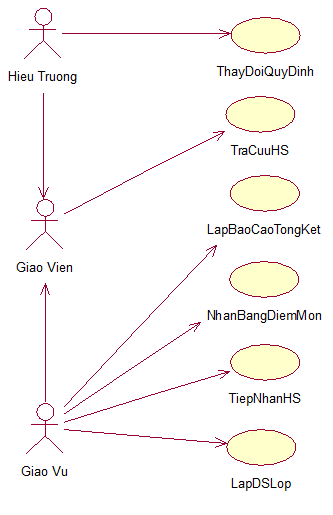 Hieu Truong
ThayDoiQuyDinh
TraCuuHS
LapBaoCaoTongKet
Giao Vien
NhanBangDiemMon
TiepNhanHS
Giao Vu
LapDSLop